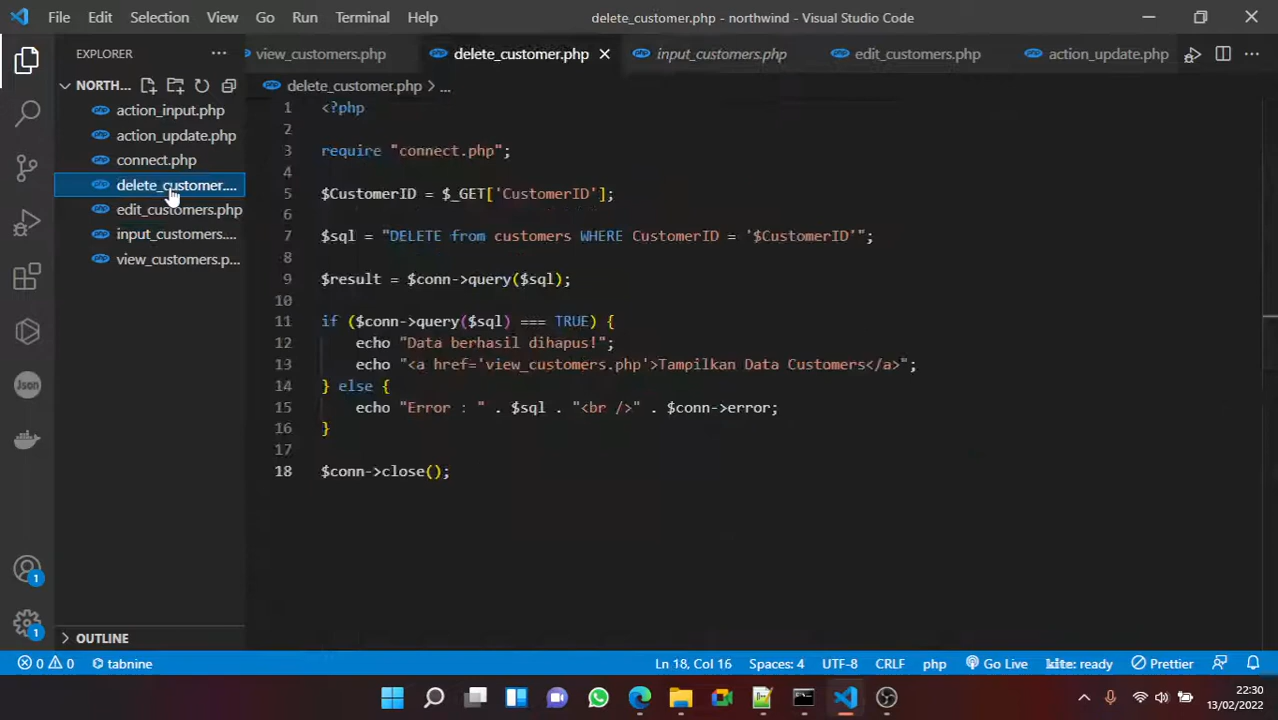 File Edit Selection View Go Run Terminal Help delete_customer.php - northwind - Visual Studio Code
EXPLORER view_customers.php delete_customer.php input_customers.php edit_customers.php action_update.php
NORTH... delete_customer.php > ...
action_input.php
action_update.php
connect.php
delete_customer....
edit_customers.php
input_customers....
view_customers.p...
1 <?php
2
3 require "connect.php";
4
5 $CustomerID = $_GET['CustomerID'];
6
7 $sql = "DELETE from customers WHERE CustomerID = '$CustomerID'";
8
9 $result = $conn->query($sql);
10
11 if ($conn->query($sql) === TRUE) {
12 echo "Data berhasil dihapus!";
13 echo "<a href='view_customers.php'>Tampilkan Data Customers</a>";
14 } else {
15 echo "Error : " . $sql . "<br />" . $conn->error;
16 }
17
18 $conn->close();
Json
1
1
OUTLINE
0 0 tabnine Ln 18, Col 16 Spaces: 4 UTF-8 CRLF php Go Live kite: ready Prettier
22:30
13/02/2022